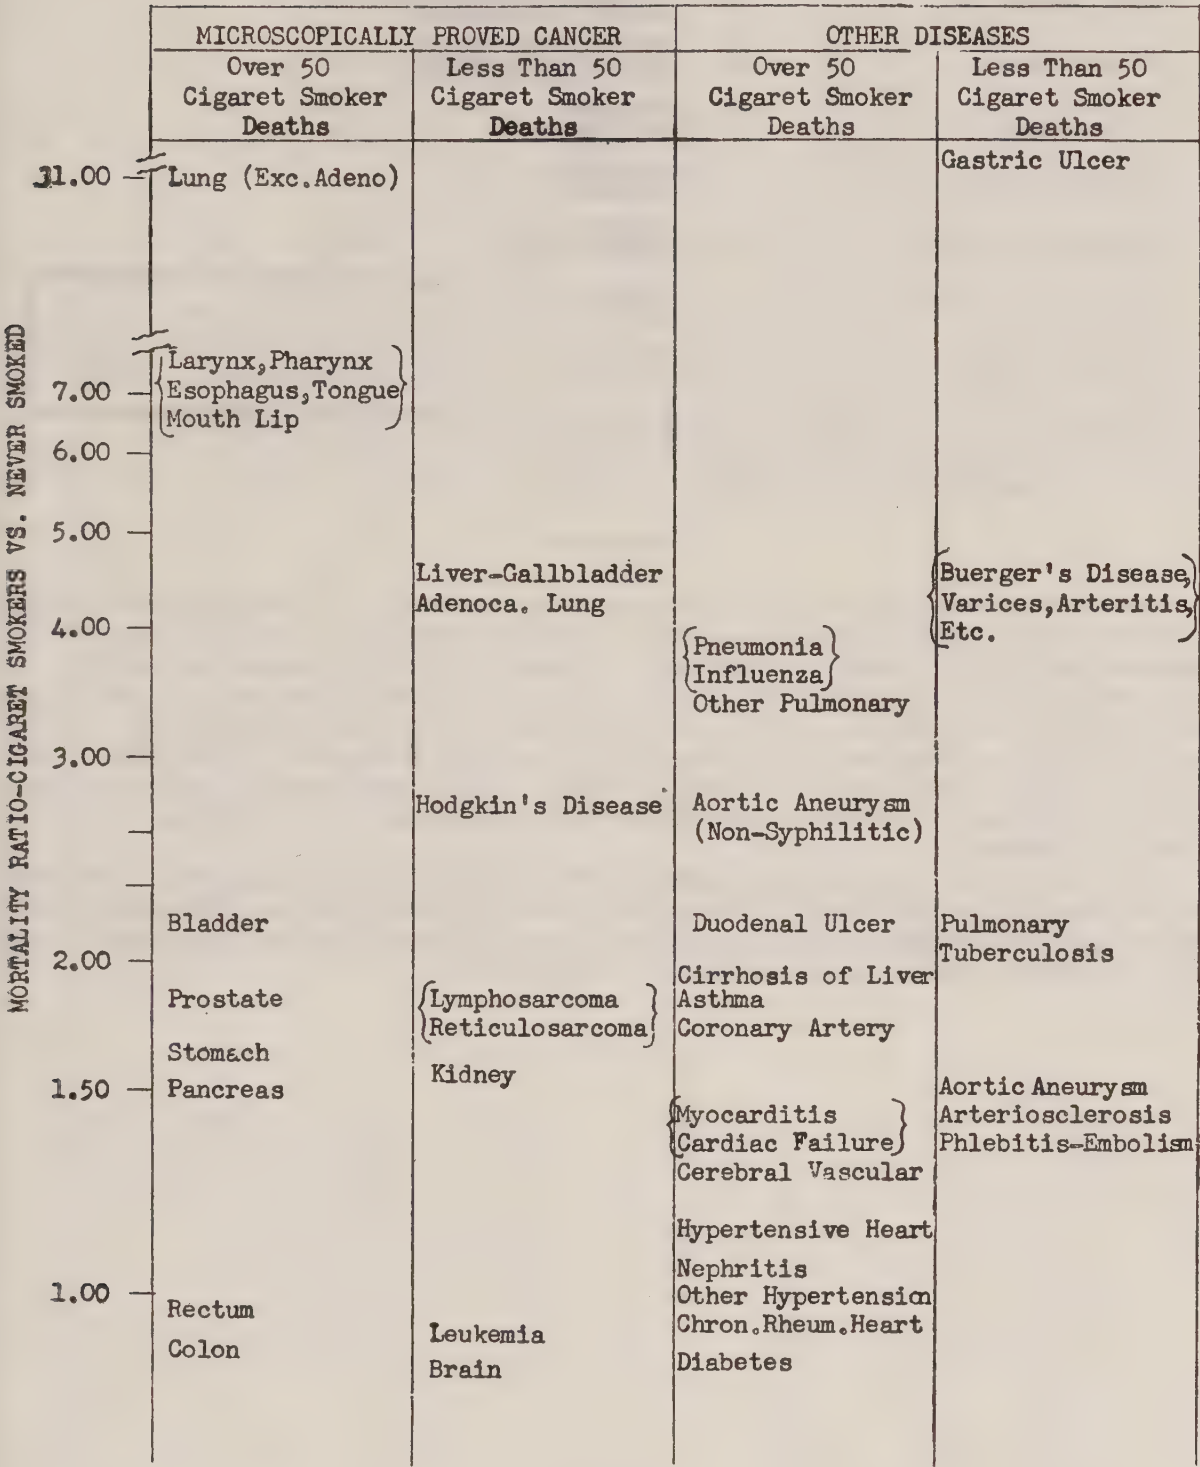 MICROSCOPICALLY PROVED CANCER
OTHER DISEASES
Over 50
Cigaret Smoker
Deaths
Less Than 50
Cigaret Smoker
Deaths
Over 50
Cigaret Smoker
Deaths
Less Than 50
Cigaret Smoker
Deaths
MORTALITY RATIO-CIGARET SMOKERS VS. NEVER SMOKED
11.00
7.00
6.00
5.00
4.00
3.00
2.00
1.50
1.00
Lung (Exc.Adeno)
Larynx,Pharynx
Esophagus,Tongue
Mouth Lip
Bladder
Prostate
Stomach
Pancreas
Rectum
Colon
Liver-Gallbladder
Adenoca. Lung
Hodgkin's Disease
Lymphosarcoma
Reticulosarcoma
Kidney
Leukemia
Brain
Pneumonia
Influenza
Other Pulmonary
Aortic Aneurysm
(Non-Syphilitic)
Duodenal Ulcer
Cirrhosis of Liver
Asthma
Coronary Artery
Myocarditis
Cardiac Failure
Cerebral Vascular
Hypertensive Heart
Nephritis
Other Hypertension
Chron.Rheum.Heart
Diabetes
Gastric Ulcer
Buerger's Disease,
Varices,Arteritis,
Etc.
Pulmonary
Tuberculosis
Aortic Aneurysm
Arteriosclerosis
Phlebitis-Embolism